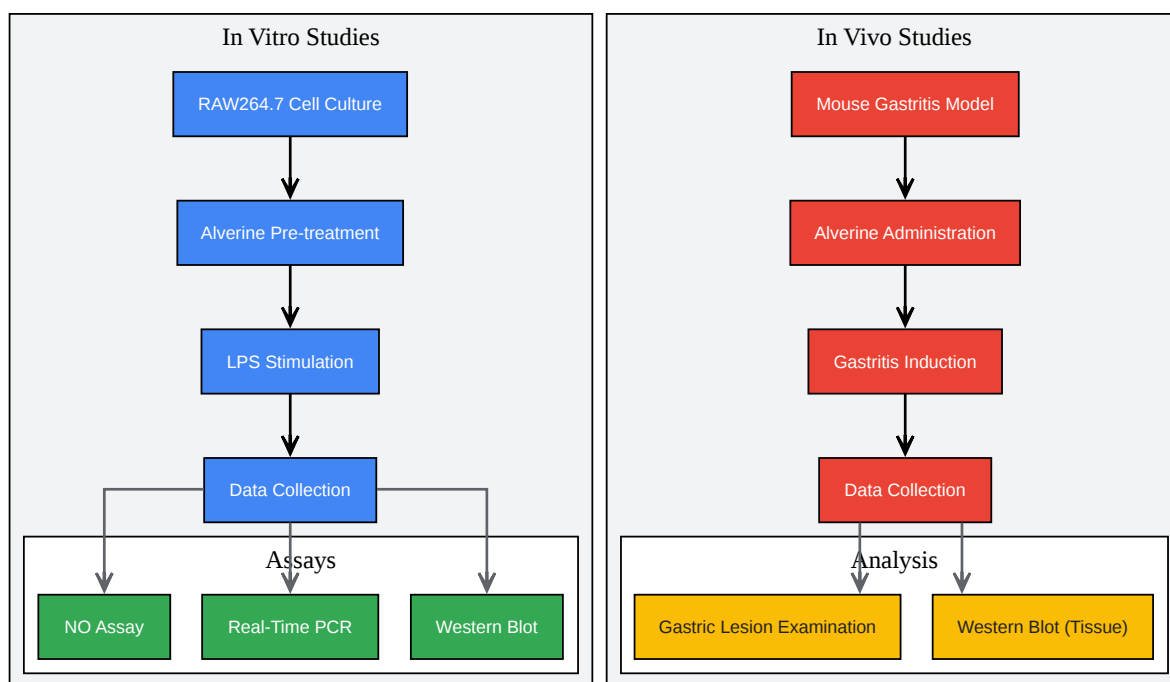 In Vitro Studies
RAW264.7 Cell Culture
Alverine Pre-treatment
LPS Stimulation
Data Collection
Assays
NO Assay
Real-Time PCR
Western Blot
In Vivo Studies
Mouse Gastritis Model
Alverine Administration
Gastritis Induction
Data Collection
Analysis
Gastric Lesion Examination
Western Blot (Tissue)